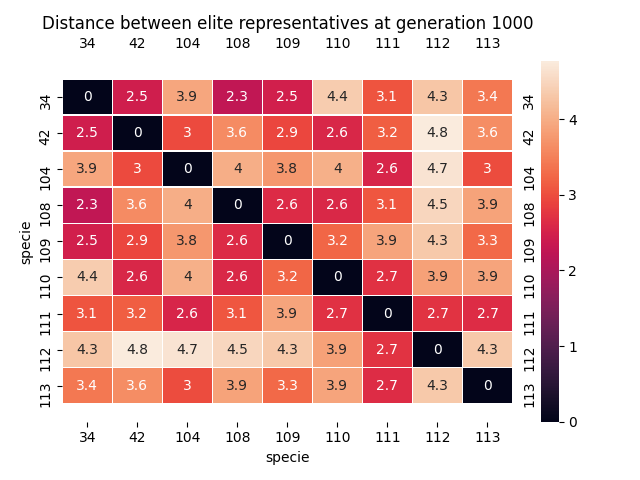 Distance between elite representatives at generation 1000
34 42 104 108 109 110 111 112 113
34 0 2.5 3.9 2.3 2.5 4.4 3.1 4.3 3.4 34
42 2.5 0 3 3.6 2.9 2.6 3.2 4.8 3.6 42
104 3.9 3 0 4 3.8 4 2.6 4.7 3 104
108 2.3 3.6 4 0 2.6 2.6 3.1 4.5 3.9 108
109 2.5 2.9 3.8 2.6 0 3.2 3.9 4.3 3.3 109
110 4.4 2.6 4 2.6 3.2 0 2.7 3.9 3.9 110
111 3.1 3.2 2.6 3.1 3.9 2.7 0 2.7 2.7 111
112 4.3 4.8 4.7 4.5 4.3 3.9 2.7 0 4.3 112
113 3.4 3.6 3 3.9 3.3 3.9 2.7 4.3 0 113
34 42 104 108 109 110 111 112 113
specie
specie
4
3
2
1
0